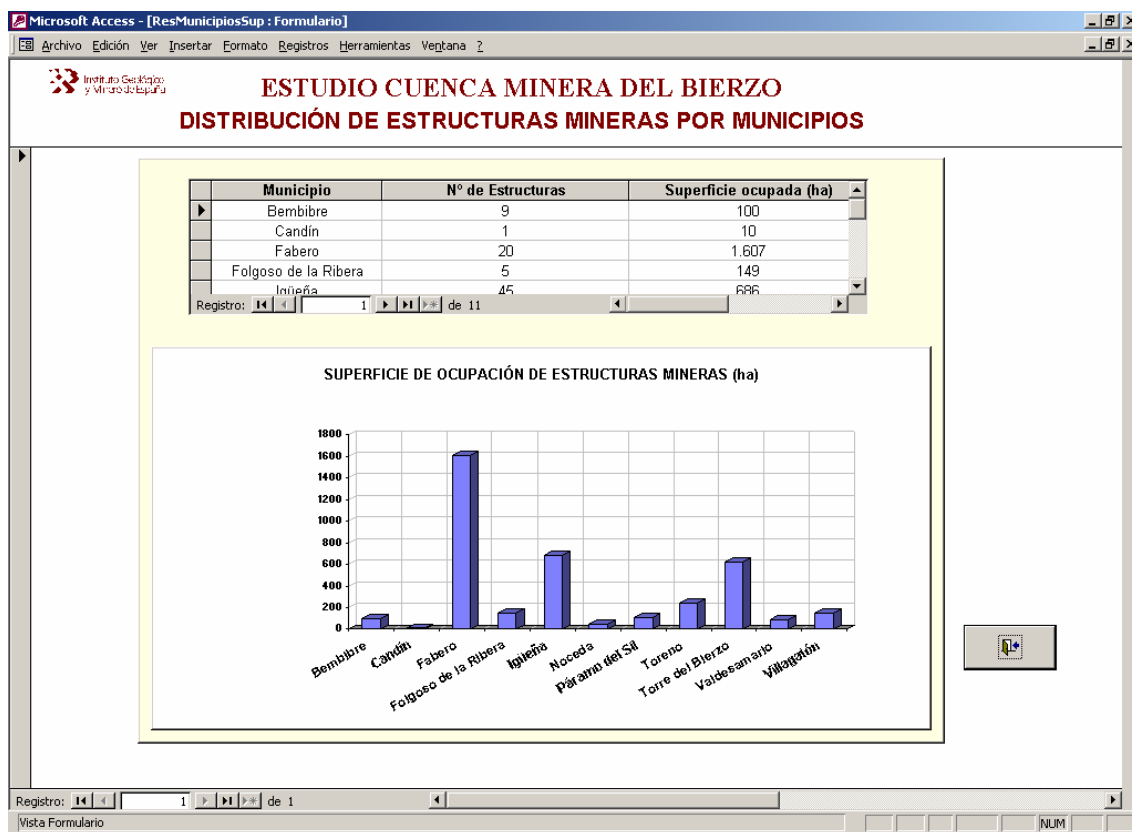 Microsoft Access - [ResMunicipiosSup : Formulario]
Archivo Edición Ver Insertar Formato Registros Herramientas Ventana ?
Instituto Geológico
y Minero de España
ESTUDIO CUENCA MINERA DEL BIERZO
DISTRIBUCIÓN DE ESTRUCTURAS MINERAS POR MUNICIPIOS
Municipio Nº de Estructuras Superficie ocupada (ha)
Bembibre 9 100
Candín 1 10
Fabero 20 1.607
Folgoso de la Ribera 5 149
Igüeña 45 686
Registro: 1 de 11
SUPERFICIE DE OCUPACIÓN DE ESTRUCTURAS MINERAS (ha)
1800
1600
1400
1200
1000
800
600
400
200
0
Bembibre
Candín
Fabero
Folgoso de la Ribera
Igüeña
Noceda
Páramo del Sil
Toreno
Torre del Bierzo
Valdesamario
Villagatón
Registro: 1 de 1
Vista Formulario NUM